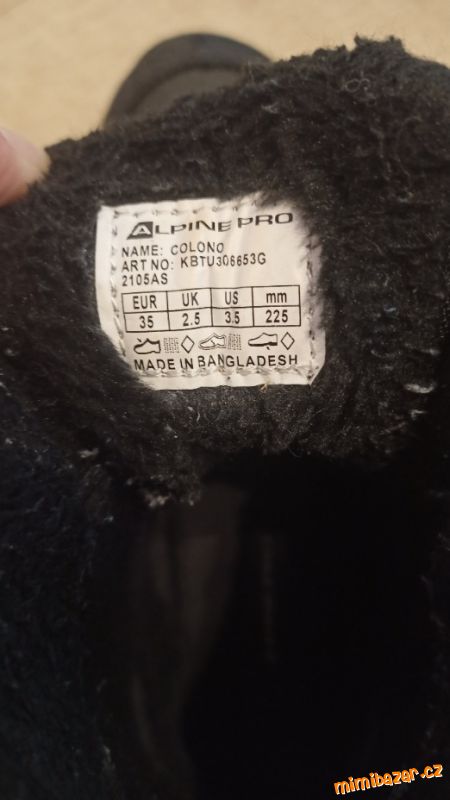 ALPINE PRO
NAME: COLONO
ART NO: KBTU306653G
2105AS
EUR UK US mm
35 2.5 3.5 225
MADE IN BANGLADESH
mimibazar.cz